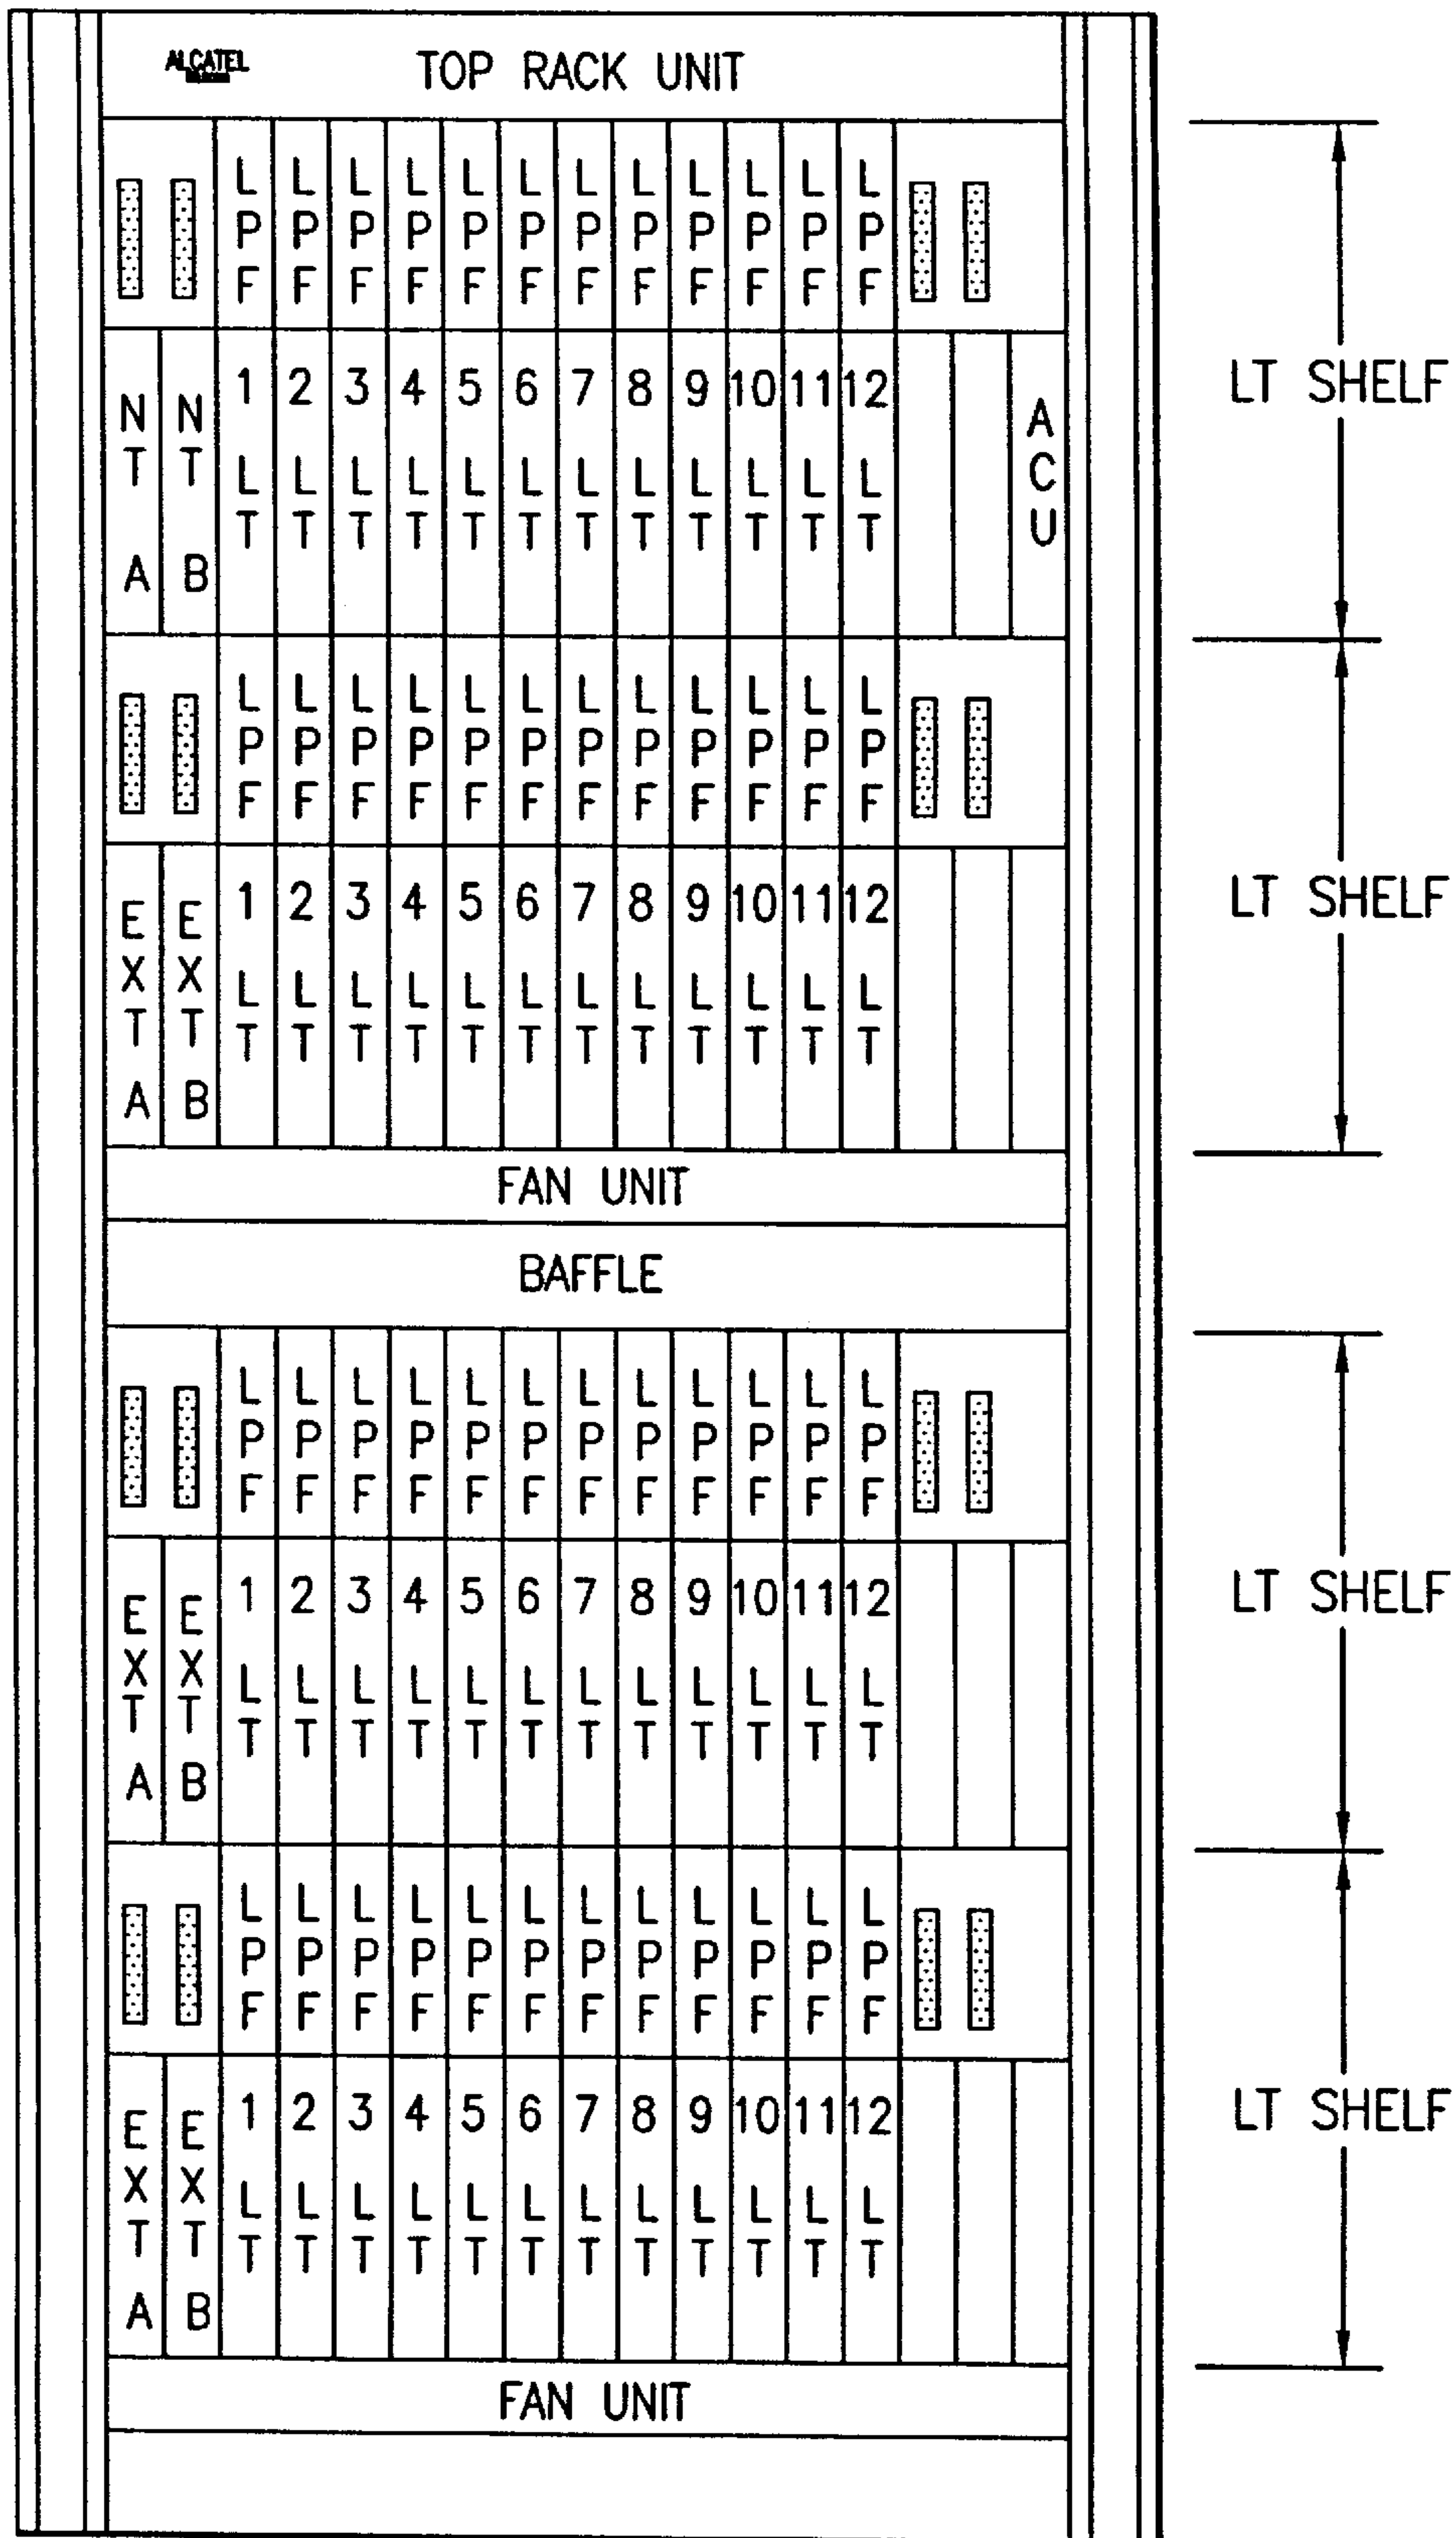 ALCATEL
TOP RACK UNIT
LPF LPF LPF LPF LPF LPF LPF LPF LPF LPF LPF LPF
NT A NT B 1 LT 2 LT 3 LT 4 LT 5 LT 6 LT 7 LT 8 LT 9 LT 10 LT 11 LT 12 LT ACU
LT SHELF
LPF LPF LPF LPF LPF LPF LPF LPF LPF LPF LPF LPF
EXT A EXT B 1 LT 2 LT 3 LT 4 LT 5 LT 6 LT 7 LT 8 LT 9 LT 10 LT 11 LT 12 LT
LT SHELF
FAN UNIT
BAFFLE
LPF LPF LPF LPF LPF LPF LPF LPF LPF LPF LPF LPF
EXT A EXT B 1 LT 2 LT 3 LT 4 LT 5 LT 6 LT 7 LT 8 LT 9 LT 10 LT 11 LT 12 LT
LT SHELF
LPF LPF LPF LPF LPF LPF LPF LPF LPF LPF LPF LPF
EXT A EXT B 1 LT 2 LT 3 LT 4 LT 5 LT 6 LT 7 LT 8 LT 9 LT 10 LT 11 LT 12 LT
LT SHELF
FAN UNIT